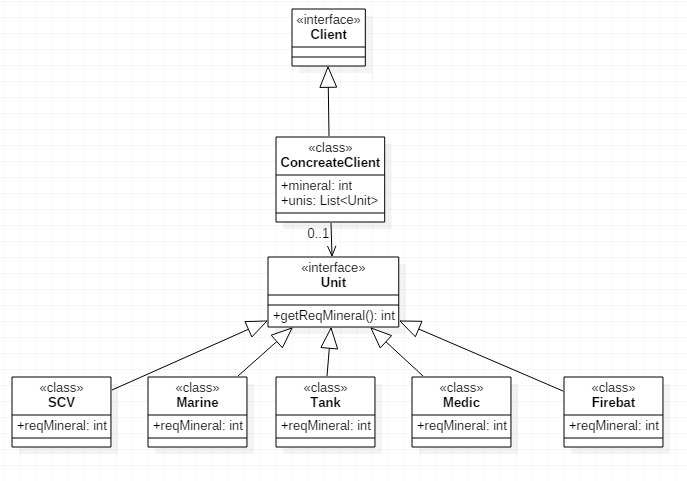 «interface»
Client
«class»
ConcreateClient
+mineral: int
+unis: List<Unit>
0..1
«interface»
Unit
+getReqMineral(): int
«class»
SCV
+reqMineral: int
«class»
Marine
+reqMineral: int
«class»
Tank
+reqMineral: int
«class»
Medic
+reqMineral: int
«class»
Firebat
+reqMineral: int